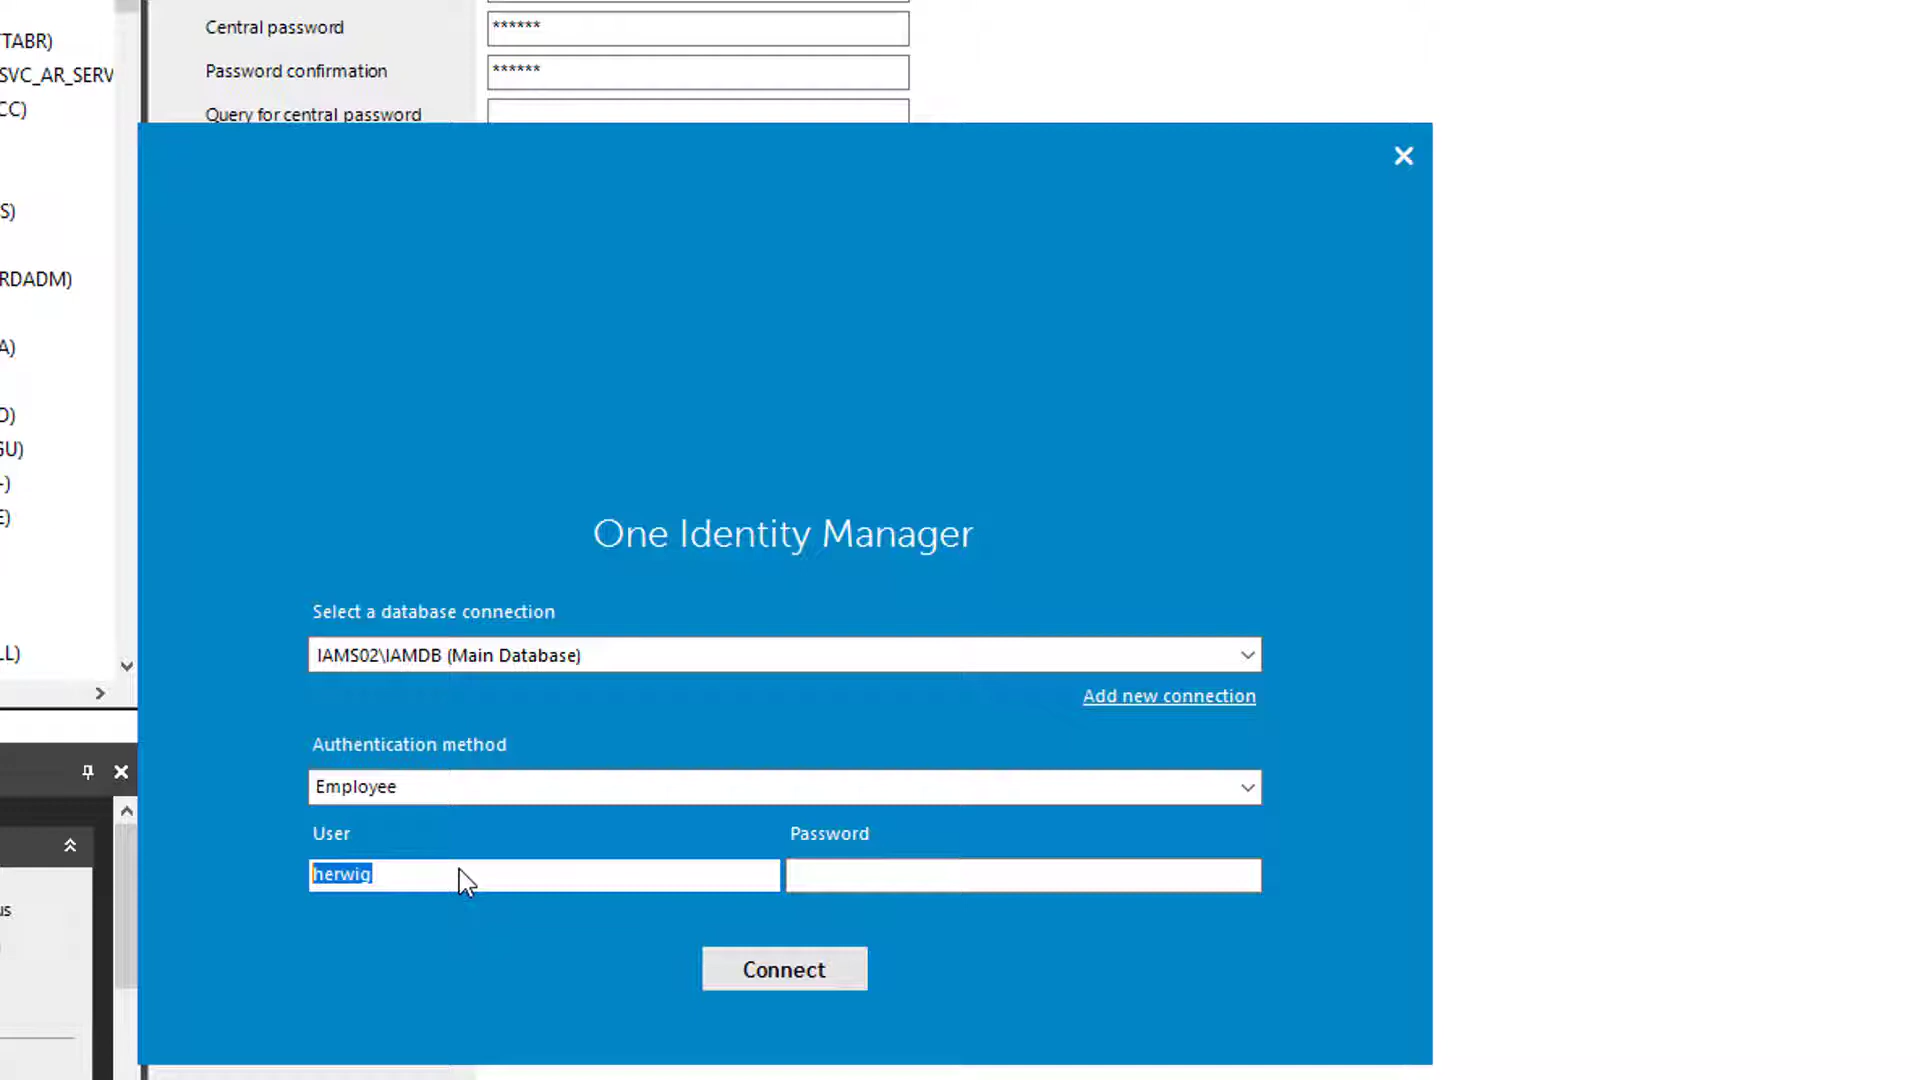 Central password
******
Password confirmation
******
Query for central password
TABR)
SVC_AR_SERV
CC)
S)
RDADM)
A)
O)
GU)
-)
E)
LL)
us
One Identity Manager
Select a database connection
IAMS02\IAMDB (Main Database)
Add new connection
Authentication method
Employee
User
Password
herwig
Connect